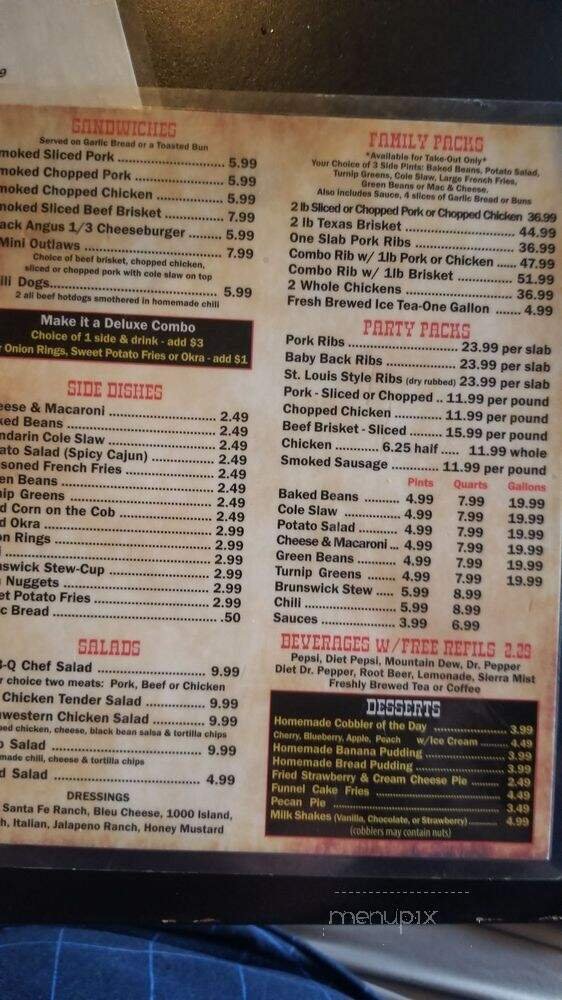 9
SANDWICHES
Served on Garlic Bread or a Toasted Bun
moked Sliced Pork ........................ 5.99
moked Chopped Pork .................... 5.99
moked Chopped Chicken ............... 5.99
moked Sliced Beef Brisket ............. 7.99
ack Angus 1/3 Cheeseburger ......... 5.99
Mini Outlaws ................................. 7.99
Choice of beef brisket, chopped chicken,
sliced or chopped pork with cole slaw on top
ili Dogs........................................ 5.99
2 all beef hotdogs smothered in homemade chili
Make it a Deluxe Combo
Choice of 1 side & drink - add $3
r Onion Rings, Sweet Potato Fries or Okra - add $1
SIDE DISHES
eese & Macaroni ........................... 2.49
ked Beans .................................... 2.49
ndarin Cole Slaw ........................... 2.49
ato Salad (Spicy Cajun) ................. 2.49
soned French Fries ........................ 2.49
en Beans ...................................... 2.49
nip Greens .................................... 2.49
d Corn on the Cob ......................... 2.49
d Okra .......................................... 2.99
on Rings ....................................... 2.99
i .................................................. 2.99
nswick Stew-Cup ........................... 2.99
n Nuggets ..................................... 2.99
et Potato Fries ............................... 2.99
ic Bread ........................................ .50
SALADS
B-Q Chef Salad .............................. 9.99
r choice two meats: Pork, Beef or Chicken
Chicken Tender Salad .................... 9.99
hwestern Chicken Salad ................. 9.99
ped chicken, cheese, black bean salsa & tortilla chips
o Salad ......................................... 9.99
made chili, cheese & tortilla chips
d Salad ......................................... 4.99
DRESSINGS
Santa Fe Ranch, Bleu Cheese, 1000 Island,
h, Italian, Jalapeno Ranch, Honey Mustard
FAMILY PACKS
*Available for Take-Out Only*
Your Choice of 3 Side Pints: Baked Beans, Potato Salad,
Turnip Greens, Cole Slaw, Large French Fries,
Green Beans or Mac & Cheese.
Also includes Sauce, 4 slices of Garlic Bread or Buns
2 lb Sliced or Chopped Pork or Chopped Chicken 36.99
2 lb Texas Brisket ........................ 44.99
One Slab Pork Ribs ..................... 36.99
Combo Rib w/ 1lb Pork or Chicken ...... 47.99
Combo Rib w/ 1lb Brisket ............. 51.99
2 Whole Chickens ....................... 36.99
Fresh Brewed Ice Tea-One Gallon ....... 4.99
PARTY PACKS
Pork Ribs ........................ 23.99 per slab
Baby Back Ribs ................ 23.99 per slab
St. Louis Style Ribs (dry rubbed) 23.99 per slab
Pork - Sliced or Chopped .. 11.99 per pound
Chopped Chicken ............ 11.99 per pound
Beef Brisket - Sliced ........ 15.99 per pound
Chicken ........... 6.25 half ..... 11.99 whole
Smoked Sausage ............ 11.99 per pound
Pints Quarts Gallons
Baked Beans ......... 4.99 7.99 19.99
Cole Slaw ............... 4.99 7.99 19.99
Potato Salad .......... 4.99 7.99 19.99
Cheese & Macaroni ... 4.99 7.99 19.99
Green Beans .......... 4.99 7.99 19.99
Turnip Greens ....... 4.99 7.99 19.99
Brunswick Stew ..... 5.99 8.99
Chili ....................... 5.99 8.99
Sauces ................... 3.99 6.99
BEVERAGES W/FREE REFILS 2.29
Pepsi, Diet Pepsi, Mountain Dew, Dr. Pepper
Diet Dr. Pepper, Root Beer, Lemonade, Sierra Mist
Freshly Brewed Tea or Coffee
DESSERTS
Homemade Cobbler of the Day .................. 3.99
Cherry, Blueberry, Apple, Peach w/Ice Cream ......... 4.49
Homemade Banana Pudding .................... 3.99
Homemade Bread Pudding ...................... 3.99
Fried Strawberry & Cream Cheese Pie ....... 2.49
Funnel Cake Fries ................................... 4.49
Pecan Pie .............................................. 3.49
Milk Shakes (Vanilla, Chocolate, or Strawberry) ........ 4.99
(cobblers may contain nuts)
menupix